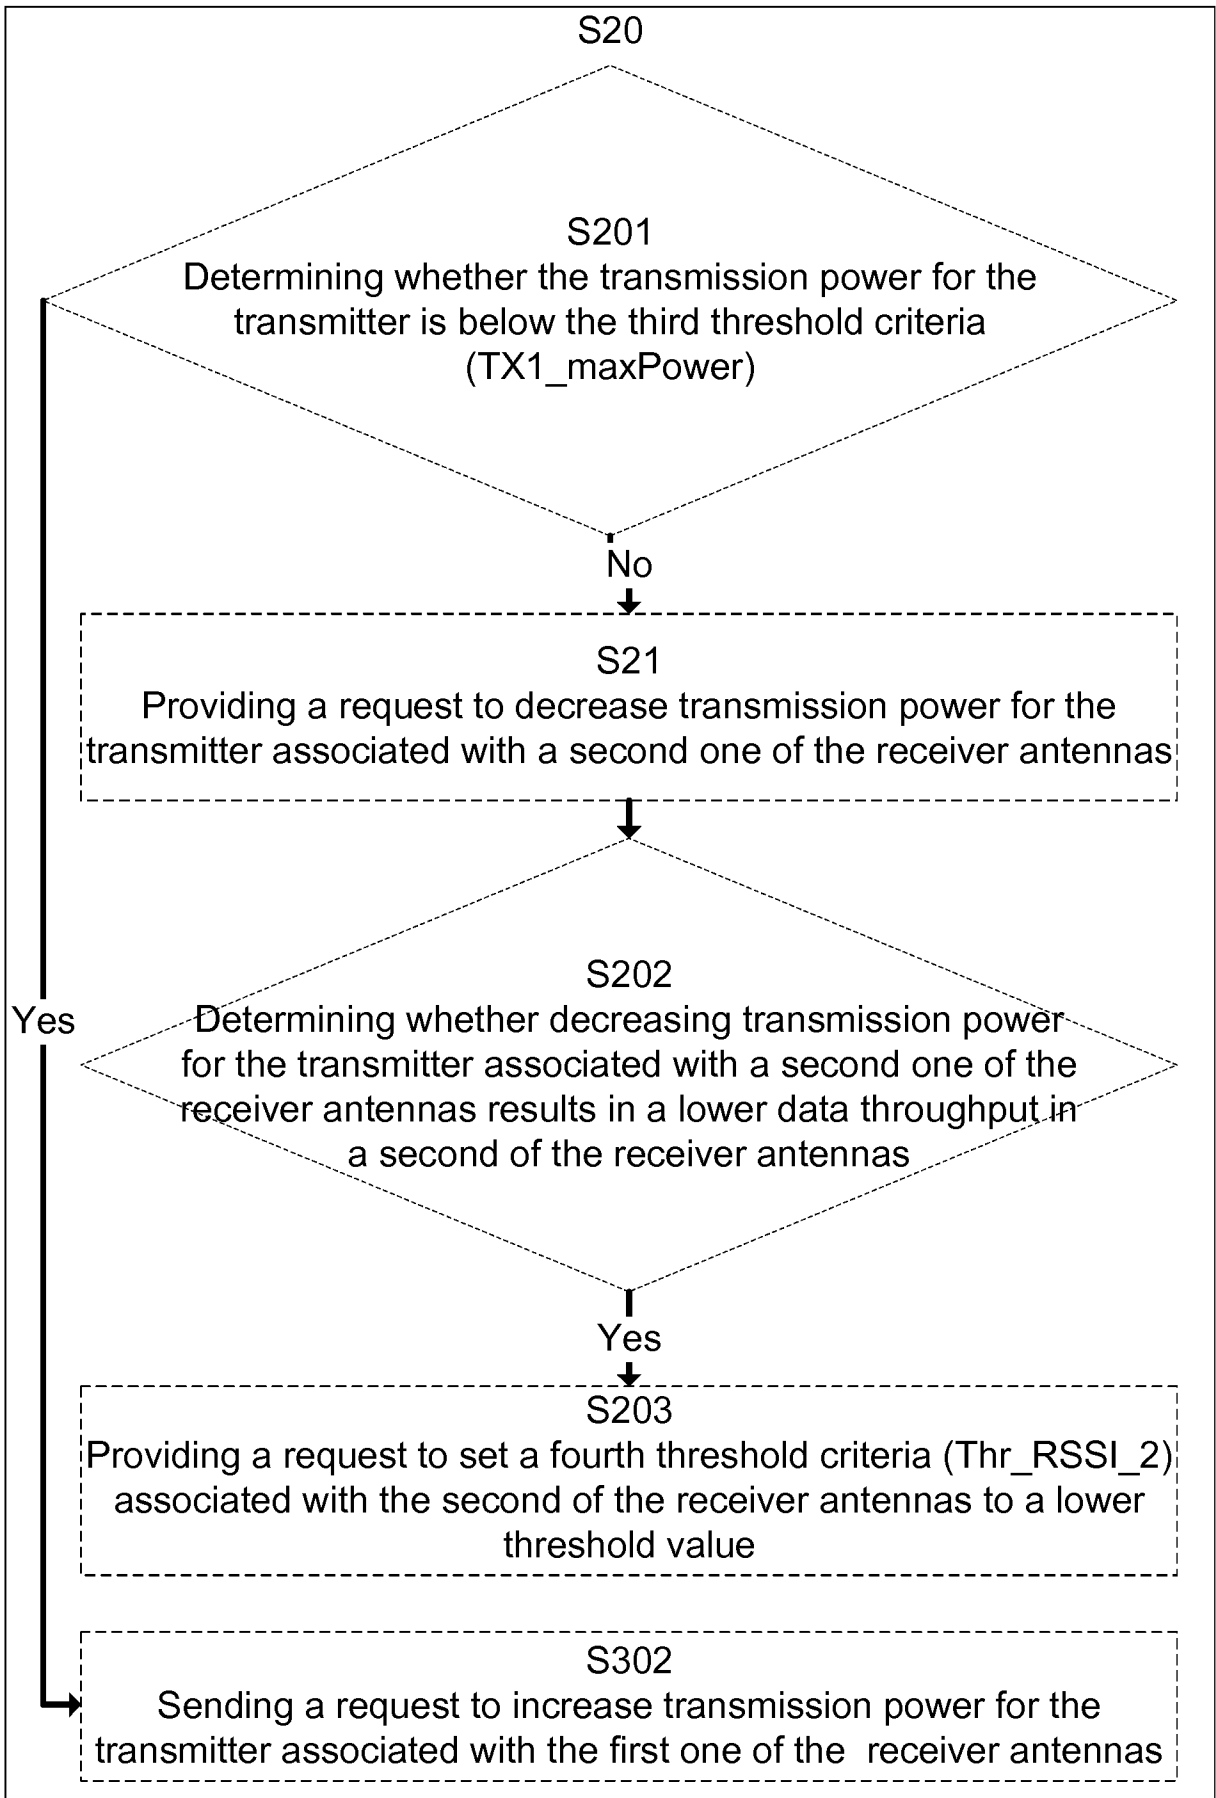 S20
S201
Determining whether the transmission power for the
transmitter is below the third threshold criteria
(TX1_maxPower)
No
S21
Providing a request to decrease transmission power for the
transmitter associated with a second one of the receiver antennas
S202
Yes
Determining whether decreasing transmission power
for the transmitter associated with a second one of the
receiver antennas results in a lower data throughput in
a second of the receiver antennas
Yes
S203
Providing a request to set a fourth threshold criteria (Thr_RSSI_2)
associated with the second of the receiver antennas to a lower
threshold value
S302
Sending a request to increase transmission power for the
transmitter associated with the first one of the receiver antennas